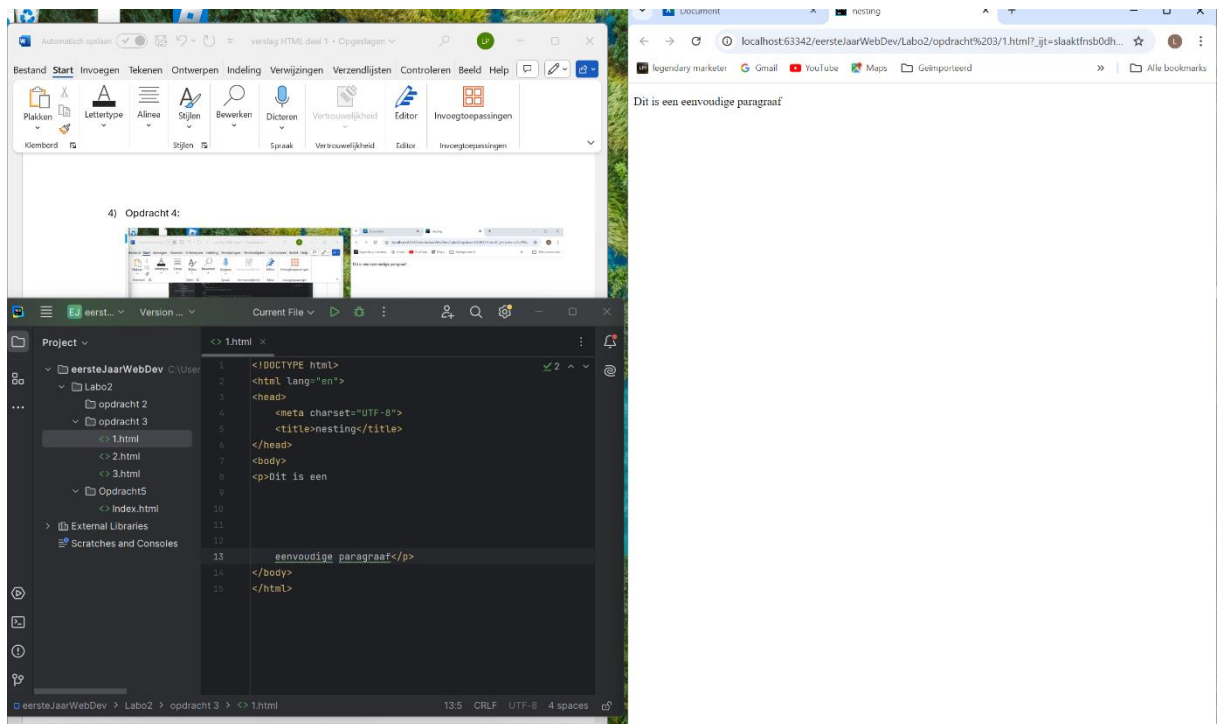 Automatisch opslaan
verslag HTML deel 1 - Opgeslagen
LP
Bestand Start Invoegen Tekenen Ontwerpen Indeling Verwijzingen Verzendlijsten Controleren Beeld Help
Plakken
Lettertype
Alinea
Stijlen
Bewerken
Dicteren
Vertrouwelijkheid
Editor
Invoegtoepassingen
Klembord
Stijlen
Spraak
Vertrouwelijkheid
Editor
Invoegtoepassingen
4) Opdracht 4:
EJ eerst...
Version ...
Current File
Project
<> 1.html
eersteJaarWebDev C:\User
Labo2
opdracht 2
opdracht 3
<> 1.html
<> 2.html
<> 3.html
Opdracht5
<> Index.html
External Libraries
Scratches and Consoles
2
1 <!DOCTYPE html>
2 <html lang="en">
3 <head>
4 <meta charset="UTF-8">
5 <title>nesting</title>
6 </head>
7 <body>
8 <p>Dit is een
9
10
11
12
13 eenvoudige paragraaf</p>
14 </body>
15 </html>
eersteJaarWebDev > Labo2 > opdracht 3 > <> 1.html
13:5 CRLF UTF-8 4 spaces
Document
nesting
localhost:63342/eersteJaarWebDev/Labo2/opdracht%203/1.html?_ijt=slaaktfnsb0dh...
L
legendary marketer
Gmail
YouTube
Maps
Geïmporteerd
»
Alle bookmarks
Dit is een eenvoudige paragraaf